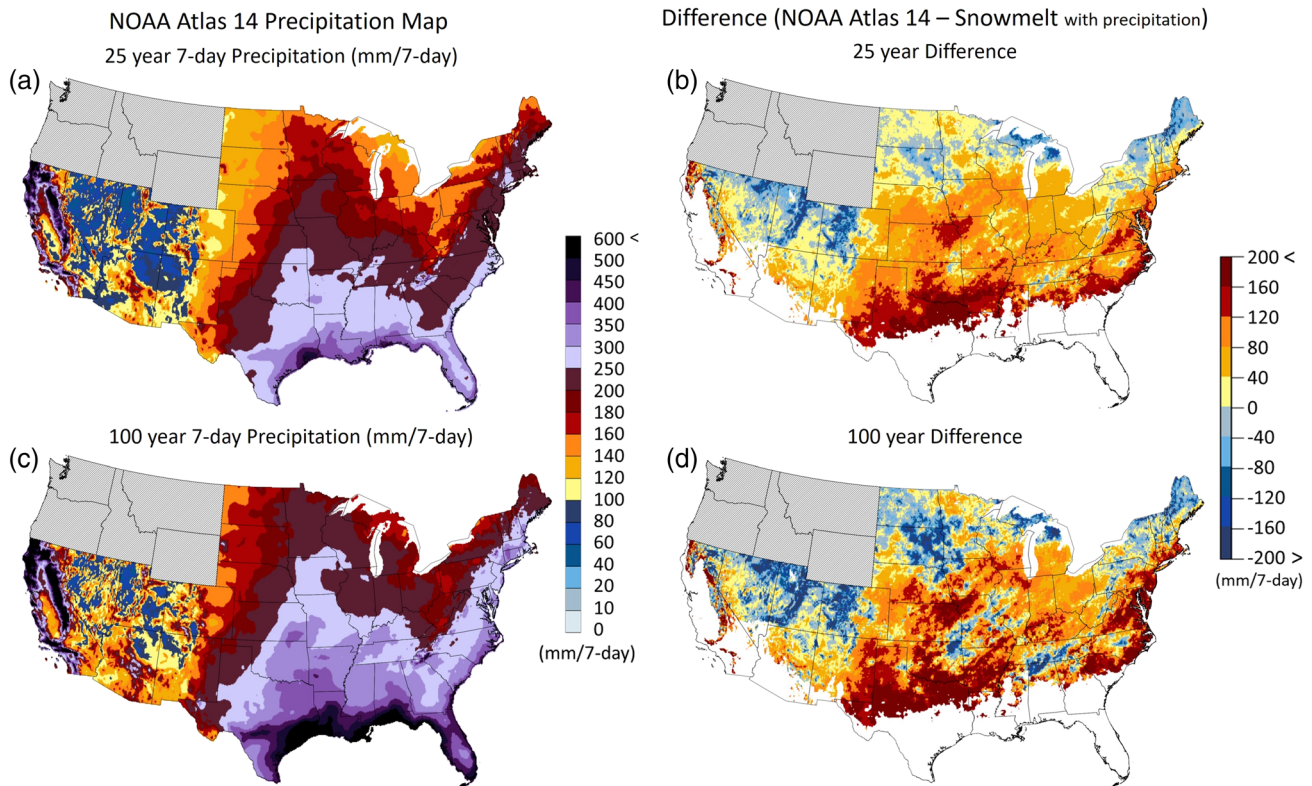 NOAA Atlas 14 Precipitation Map
25 year 7-day Precipitation (mm/7-day)
(a)
Difference (NOAA Atlas 14 – Snowmelt with precipitation)
25 year Difference
(b)
600 <
500
450
350
300
250
200
180
160
140
120
100
80
60
40
20
10
0
(mm/7-day)
200 <
160
120
80
40
0
-40
-80
-120
-160
-200 >
(mm/7-day)
100 year 7-day Precipitation (mm/7-day)
(c)
100 year Difference
(d)